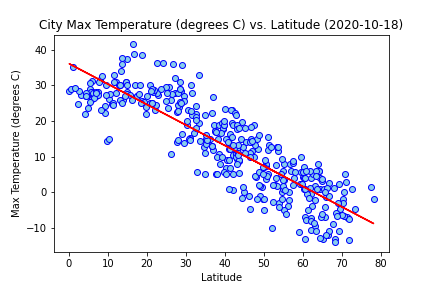 City Max Temperature (degrees C) vs. Latitude (2020-10-18)
Max Temperature (degrees C)
40
30
20
10
0
−10
0 10 20 30 40 50 60 70 80
Latitude